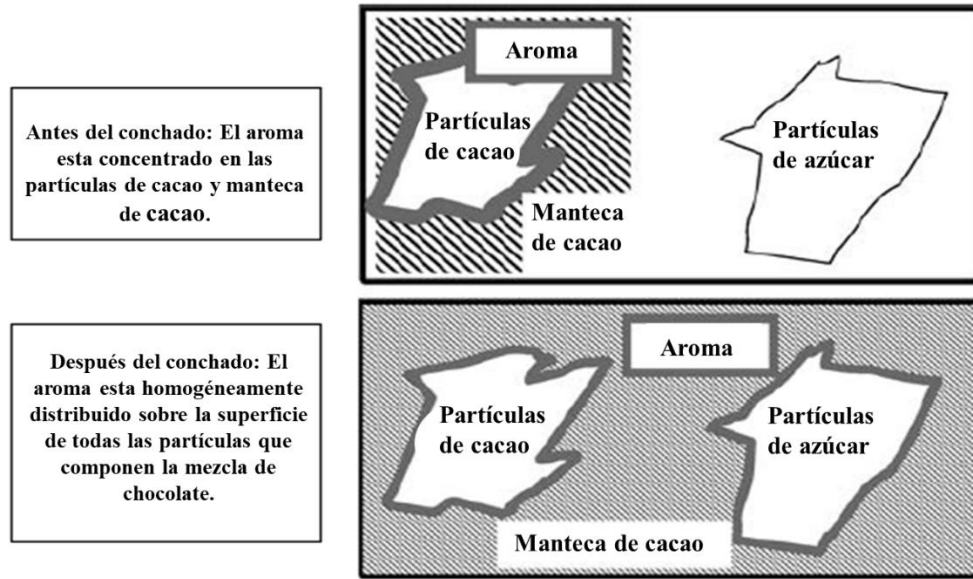 Antes del conchado: El aroma
esta concentrado en las
partículas de cacao y manteca
de cacao.
Aroma
Partículas
de cacao
Manteca
de cacao
Partículas
de azúcar
Después del conchado: El
aroma esta homogéneamente
distribuido sobre la superficie
de todas las partículas que
componen la mezcla de
chocolate.
Aroma
Partículas
de cacao
Partículas
de azúcar
Manteca de cacao